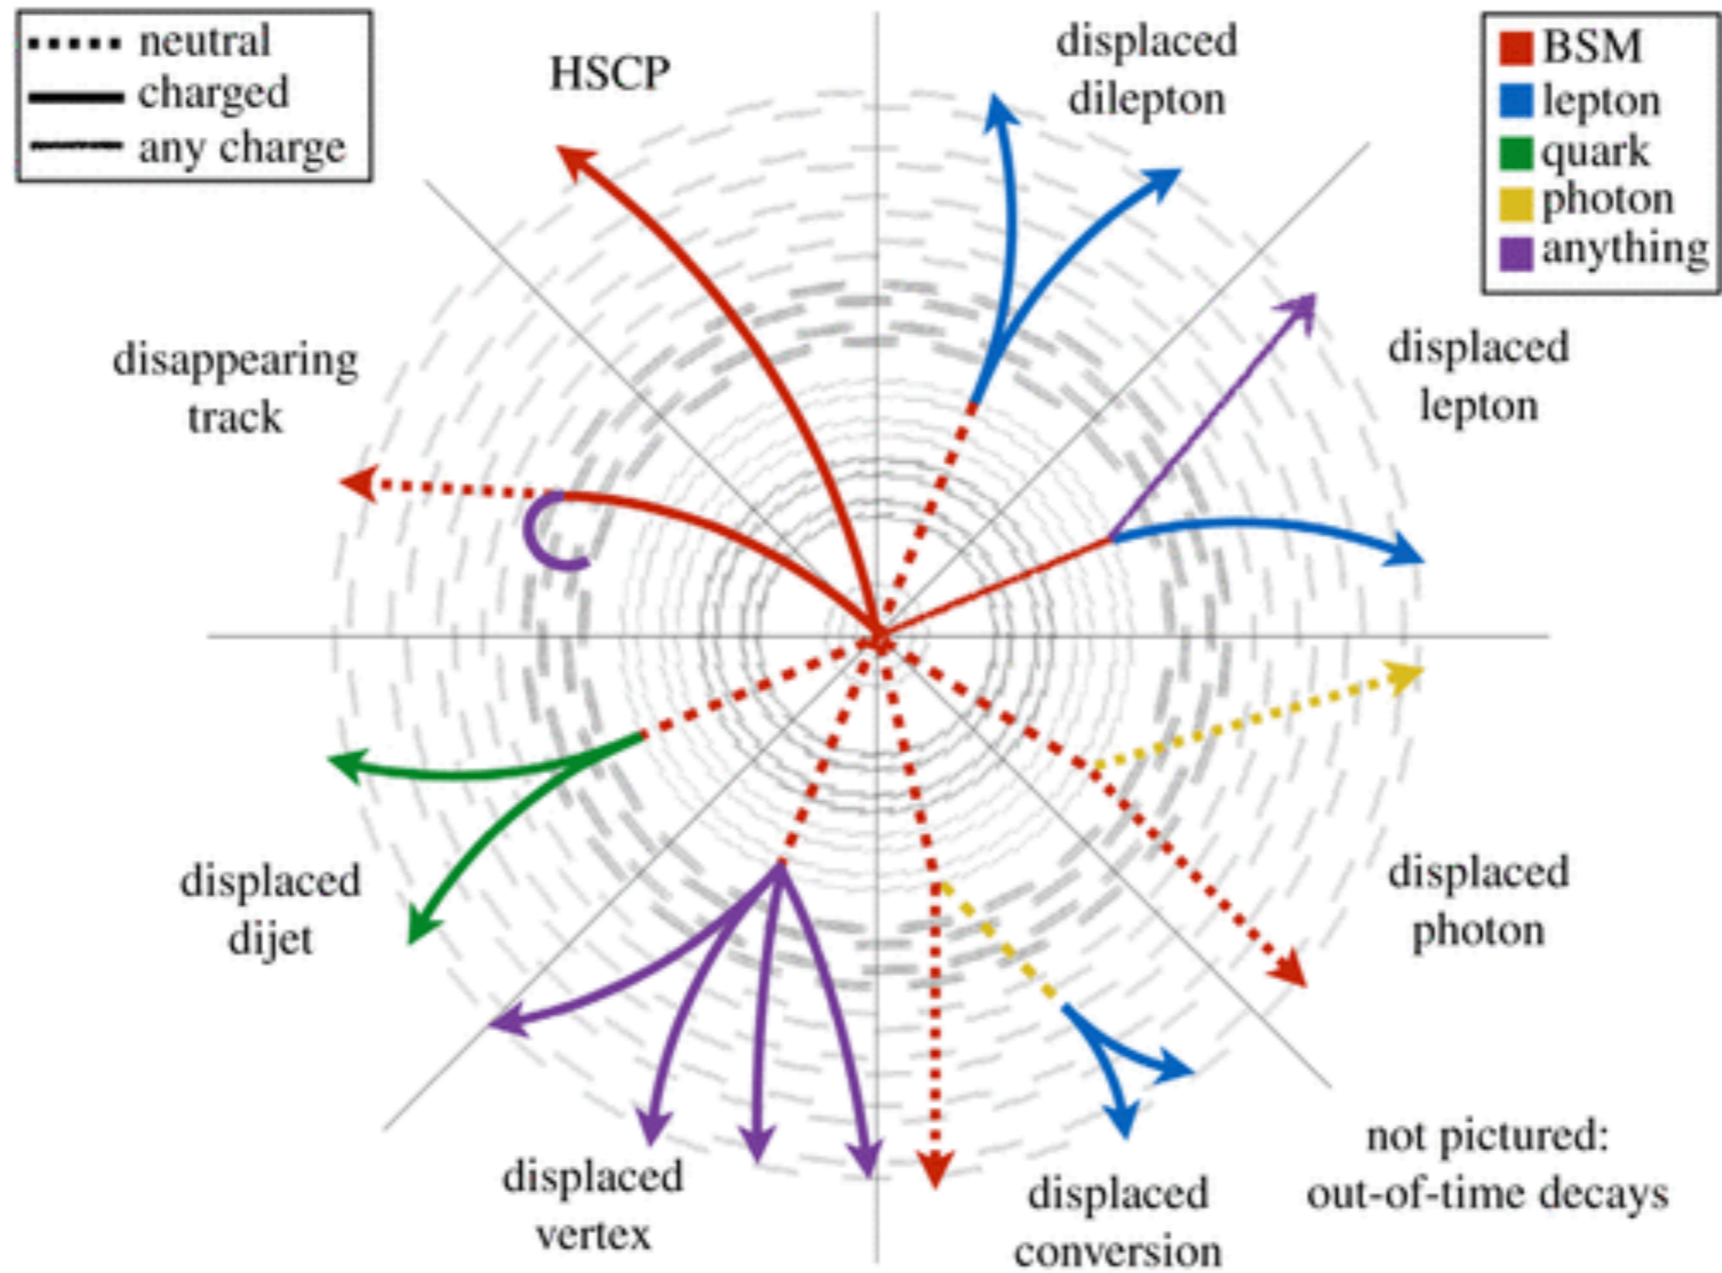 neutral
charged
any charge
HSCP
displaced
dilepton
BSM
lepton
quark
photon
anything
disappearing
track
displaced
lepton
displaced
dijet
displaced
photon
displaced
vertex
displaced
conversion
not pictured:
out-of-time decays